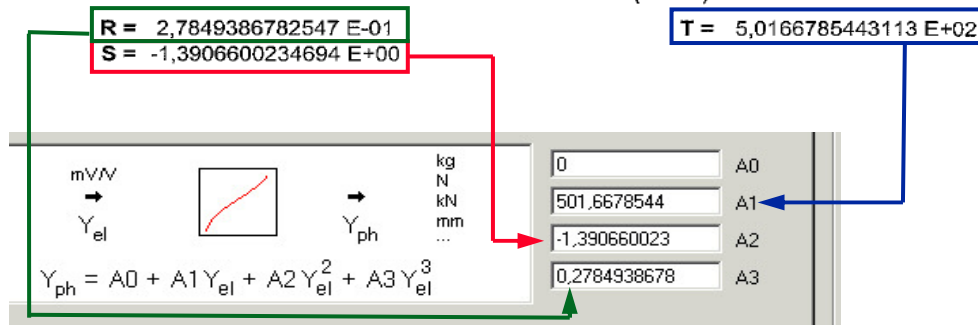 R = 2,7849386782547 E-01
T = 5,0166785443113 E+02
S = -1,3906600234694 E+00
mV/V
➔
Yel
➔
Yph
kg
N
kN
mm
...
0 A0
501,6678544 A1
-1,390660023 A2
0,2784938678 A3
Yph = A0 + A1 Yel + A2 Yel² + A3 Yel³